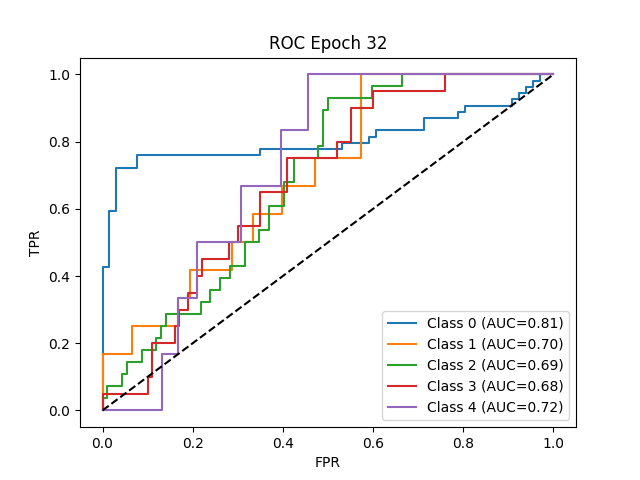 ROC Epoch 32
TPR
1.0
0.8
0.6
0.4
0.2
0.0
Class 0 (AUC=0.81)
Class 1 (AUC=0.70)
Class 2 (AUC=0.69)
Class 3 (AUC=0.68)
Class 4 (AUC=0.72)
0.0 0.2 0.4 0.6 0.8 1.0
FPR